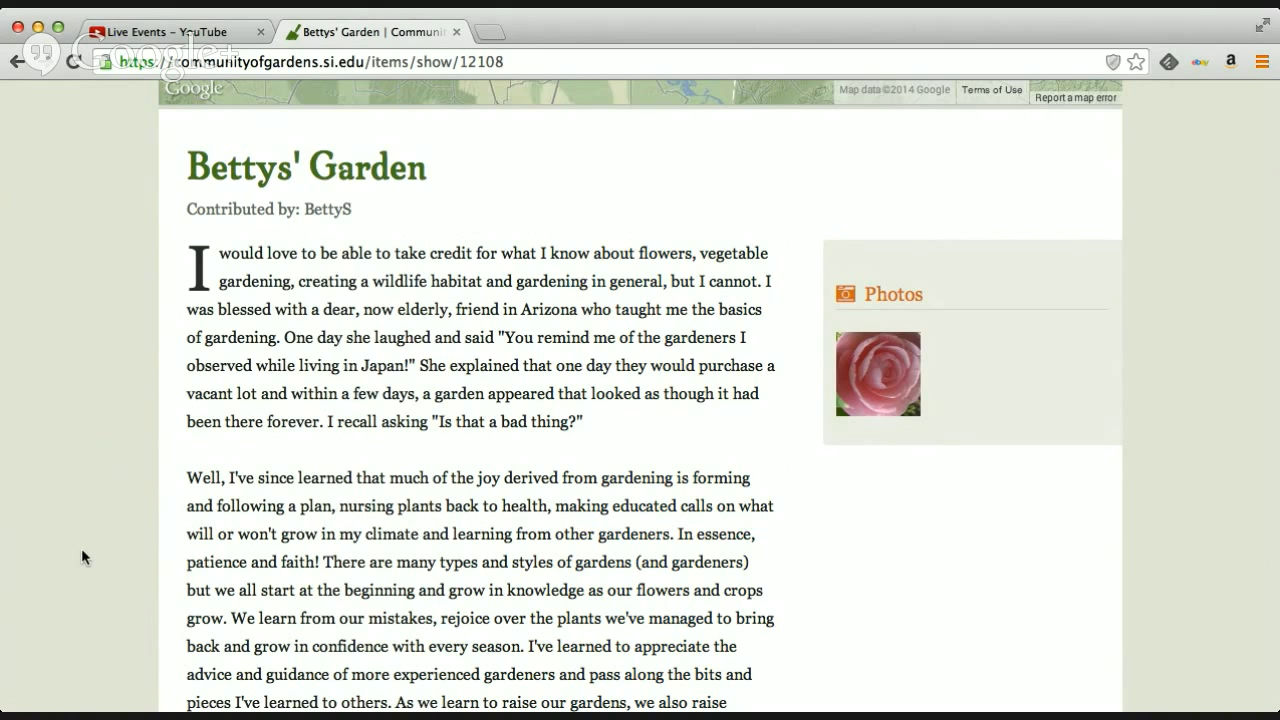 Live Events - YouTube
Bettys' Garden | Communi
Google+
https://communityofgardens.si.edu/items/show/12108
ebay
a
Google
Map data ©2014 Google
Terms of Use
Report a map error
Bettys' Garden
Contributed by: BettyS
I would love to be able to take credit for what I know about flowers, vegetable
gardening, creating a wildlife habitat and gardening in general, but I cannot. I
was blessed with a dear, now elderly, friend in Arizona who taught me the basics
of gardening. One day she laughed and said "You remind me of the gardeners I
observed while living in Japan!" She explained that one day they would purchase a
vacant lot and within a few days, a garden appeared that looked as though it had
been there forever. I recall asking "Is that a bad thing?"
Photos
Well, I've since learned that much of the joy derived from gardening is forming
and following a plan, nursing plants back to health, making educated calls on what
will or won't grow in my climate and learning from other gardeners. In essence,
patience and faith! There are many types and styles of gardens (and gardeners)
but we all start at the beginning and grow in knowledge as our flowers and crops
grow. We learn from our mistakes, rejoice over the plants we've managed to bring
back and grow in confidence with every season. I've learned to appreciate the
advice and guidance of more experienced gardeners and pass along the bits and
pieces I've learned to others. As we learn to raise our gardens, we also raise